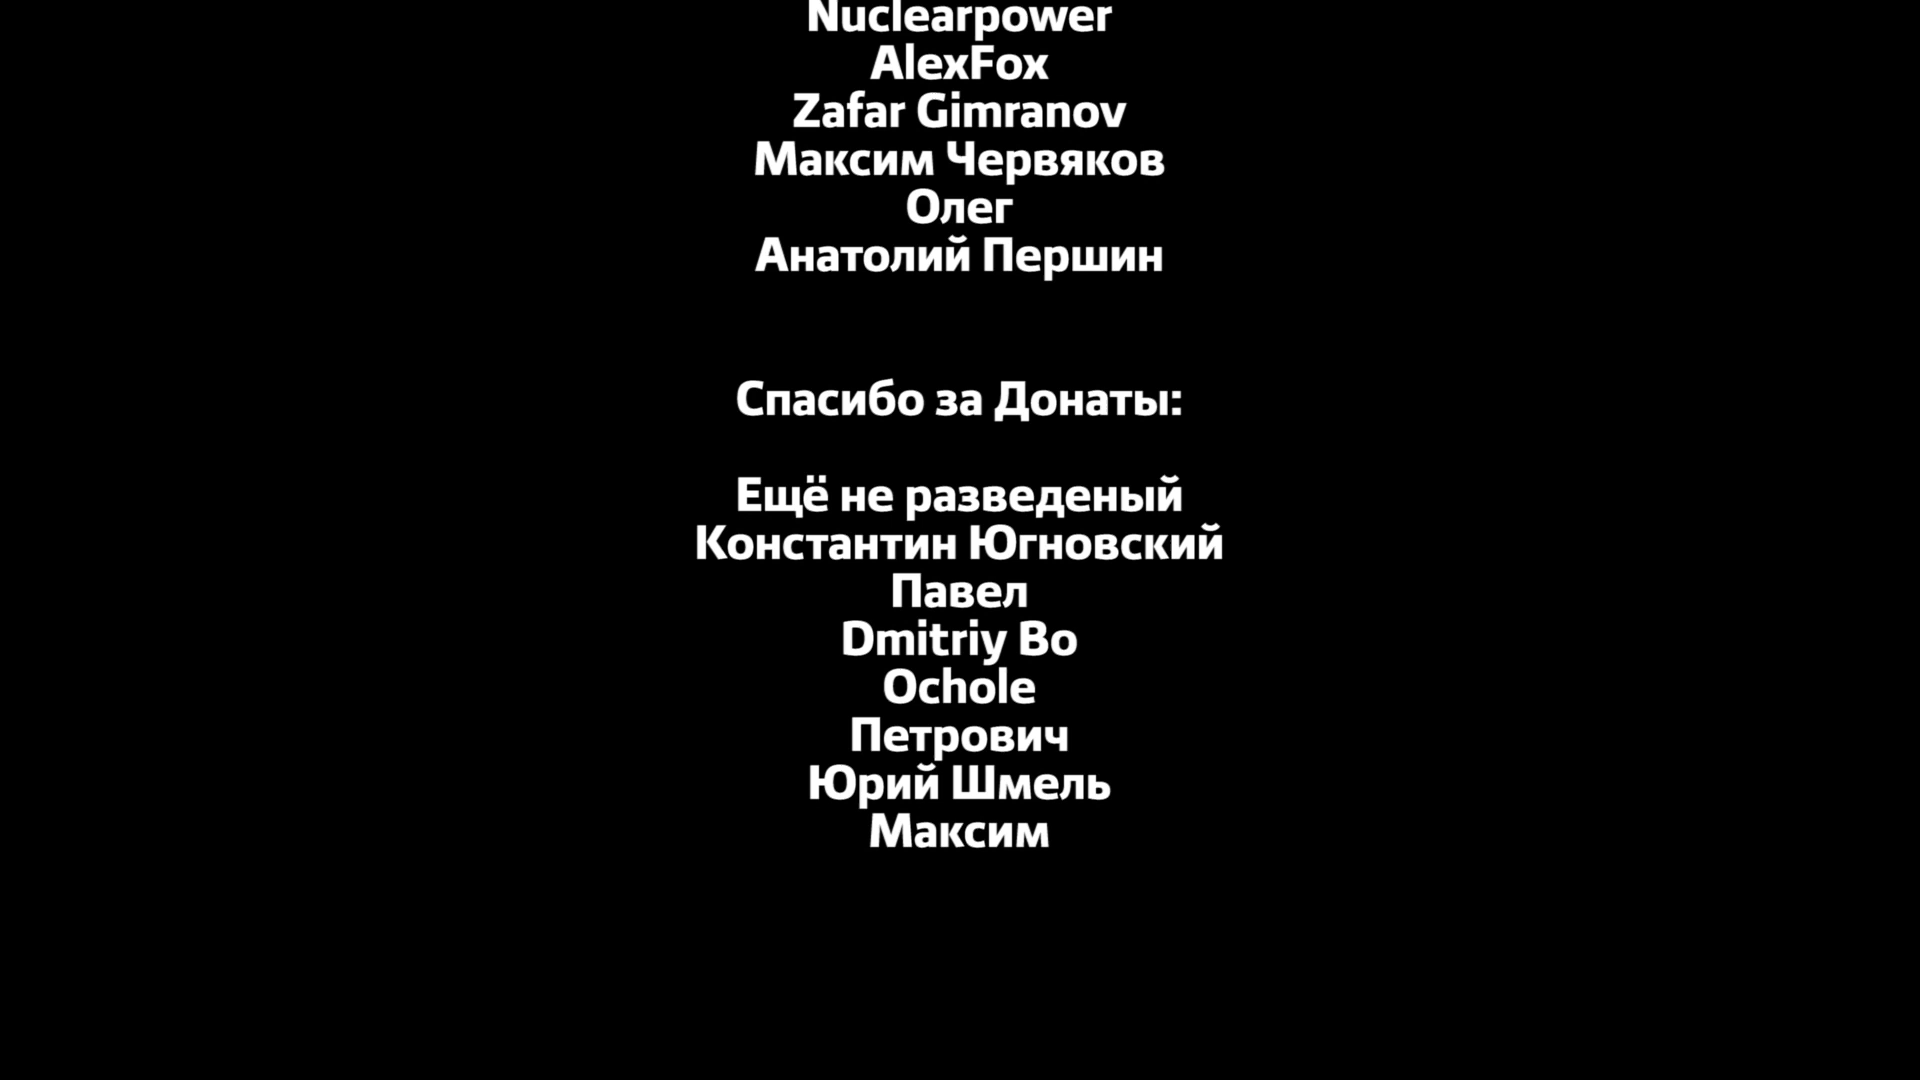 Nuclearpower
AlexFox
Zafar Gimranov
Максим Червяков
Олег
Анатолий Першин
Спасибо за Донаты:
Ещё не разведеный
Константин Югновский
Павел
Dmitriy Bo
Ochole
Петрович
Юрий Шмель
Максим